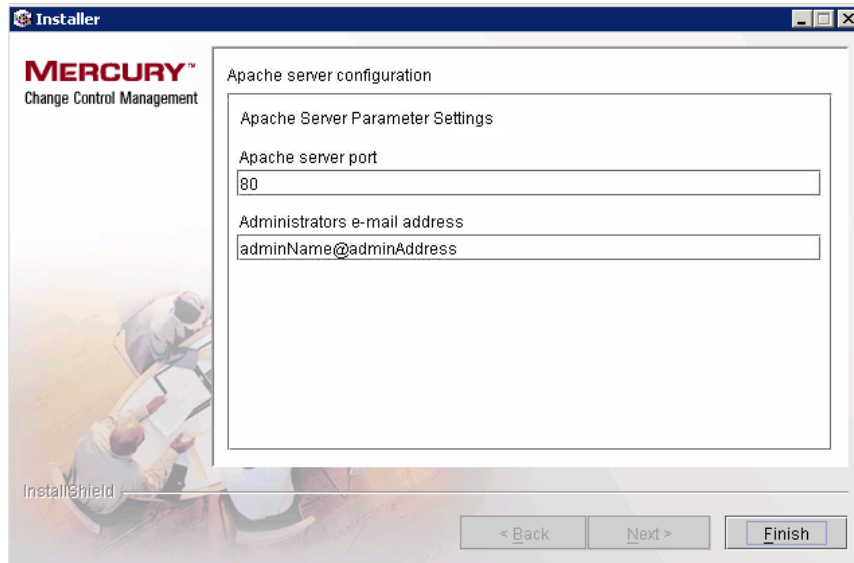 Installer
MERCURY™
Change Control Management
Apache server configuration
Apache Server Parameter Settings
Apache server port
80
Administrators e-mail address
adminName@adminAddress
InstallShield
< Back
Next >
Finish